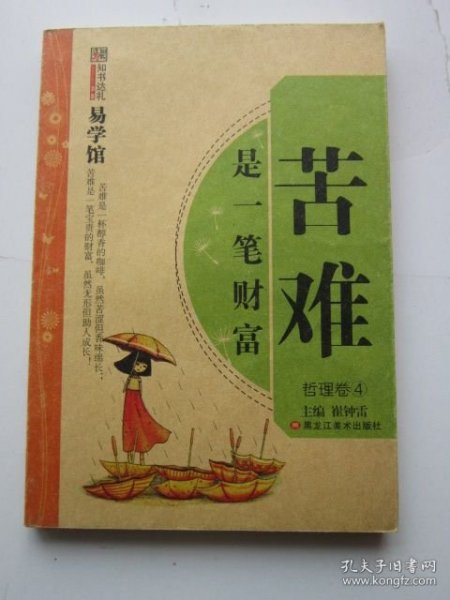 苦难
是一笔财富
哲理卷④
主编 崔钟雷
黑龙江美术出版社
知书达礼
易学馆
苦难是一杯醇香的咖啡，虽然苦涩但香味绵长；
苦难是一笔宝贵的财富，虽然无形但助人成长！
孔夫子旧书网
www.kongfz.com